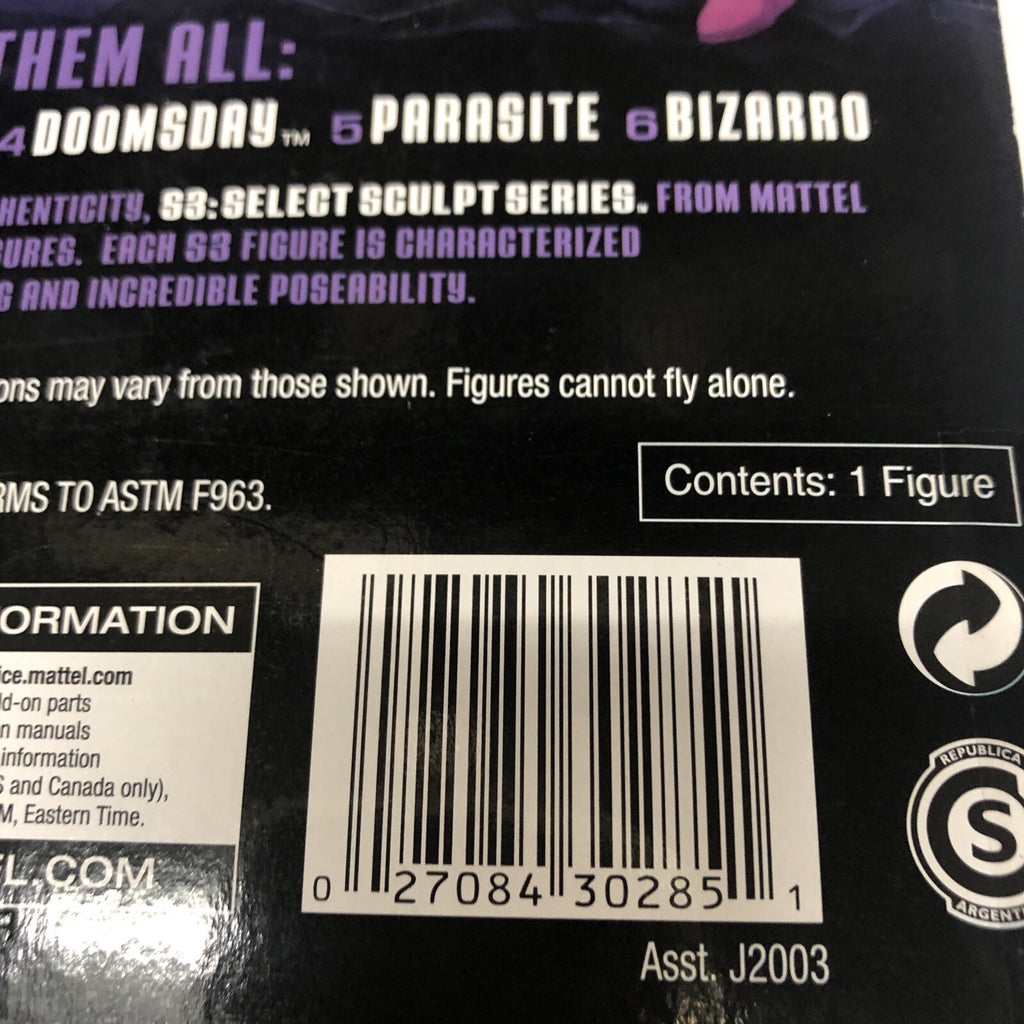 THEM ALL:
4 DOOMSDAY™ 5 PARASITE 6 BIZARRO
HENTICITY, S3:SELECT SCULPT SERIES™ FROM MATTEL
URES. EACH S3 FIGURE IS CHARACTERIZED
G AND INCREDIBLE POSEABILITY.
ons may vary from those shown. Figures cannot fly alone.
RMS TO ASTM F963.
Contents: 1 Figure
ORMATION
ice.mattel.com
d-on parts
n manuals
information
S and Canada only),
M, Eastern Time.
EL.COM
0 27084 30285 1
Asst. J2003
REPUBLICA
S
ARGENT